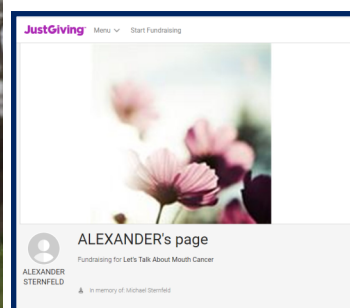 JustGiving™ Menu Start Fundraising
ALEXANDER's page
Fundraising for Let's Talk About Mouth Cancer
ALEXANDER
STERNFELD
In memory of Michael Sternfeld